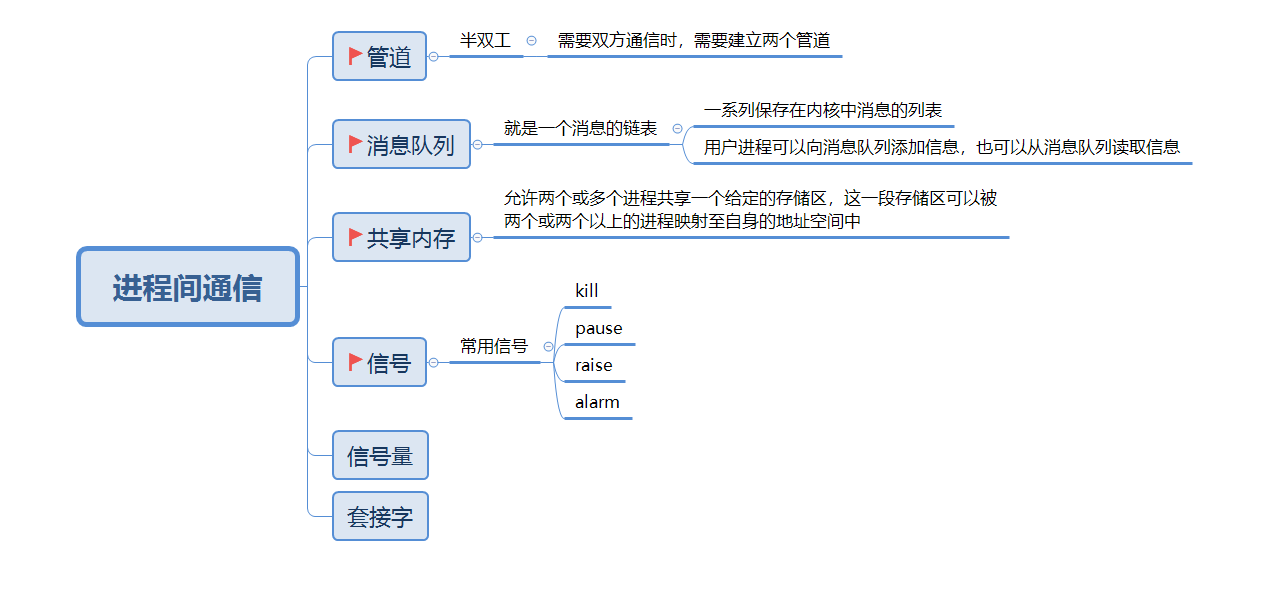 进程间通信
管道
半双工
需要双方通信时，需要建立两个管道
消息队列
就是一个消息的链表
一系列保存在内核中消息的列表
用户进程可以向消息队列添加信息，也可以从消息队列读取信息
共享内存
允许两个或多个进程共享一个给定的存储区，这一段存储区可以被
两个或两个以上的进程映射至自身的地址空间中
信号
常用信号
kill
pause
raise
alarm
信号量
套接字